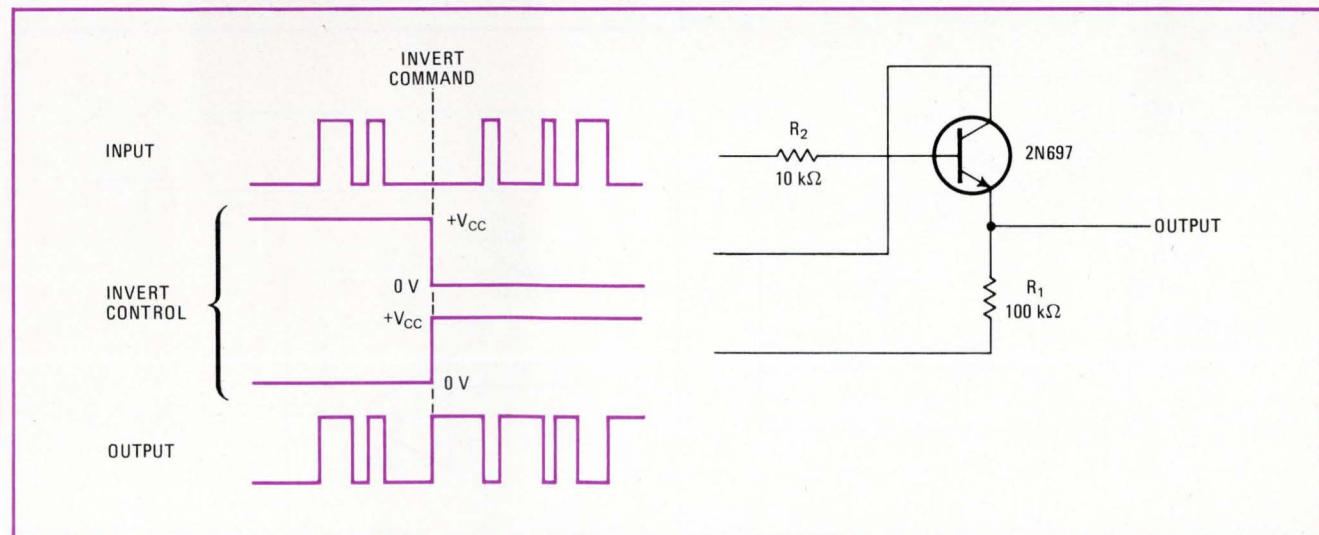 INVERT
COMMAND
INPUT
+VCC
0 V
INVERT
CONTROL
+VCC
0 V
OUTPUT
R2
10 kΩ
2N697
OUTPUT
R1
100 kΩ